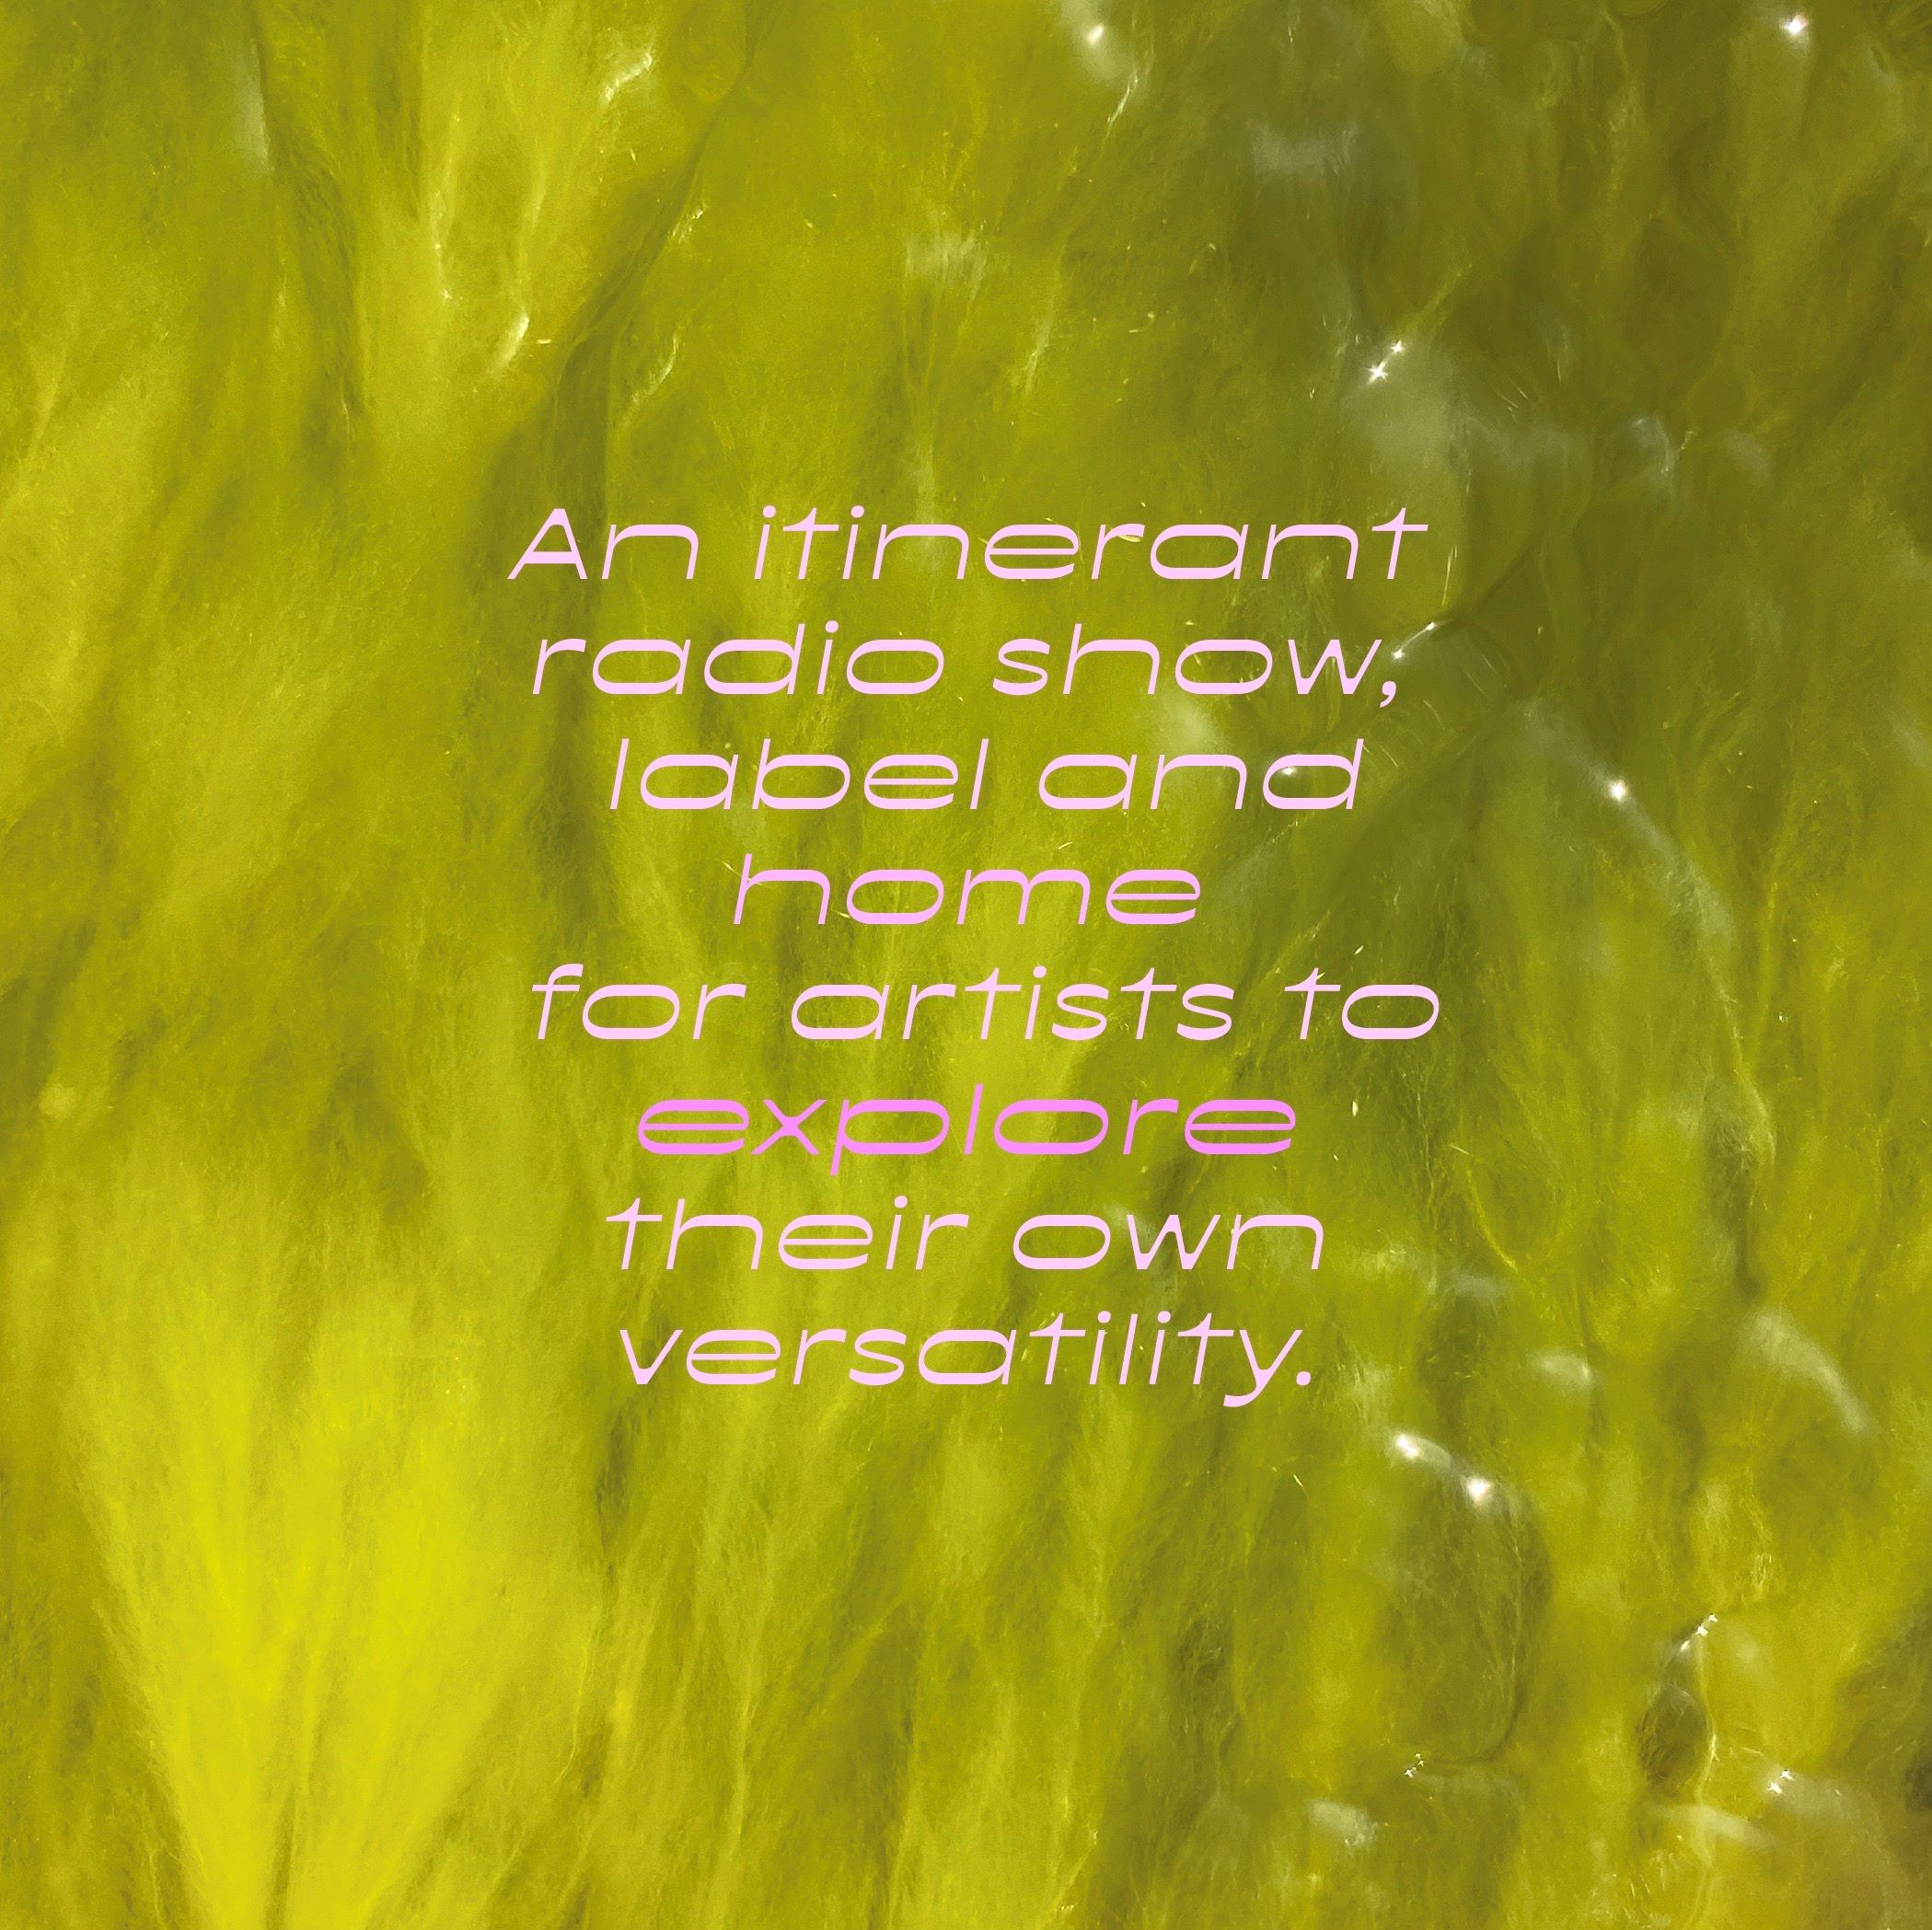 An itinerant
radio show,
label and
home
for artists to
explore
their own
versatility.